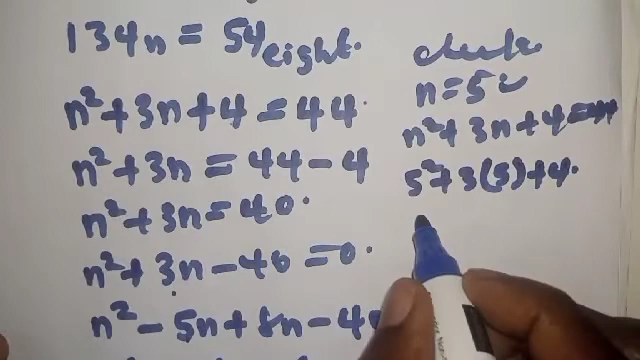 134n = 54eight.
n²+3n+4=44.
n²+3n=44-4
n²+3n=40.
n²+3n-40=0.
n²-5n+8n-40
check
n=5
n²+3n+4=44
5²+3(5)+4.